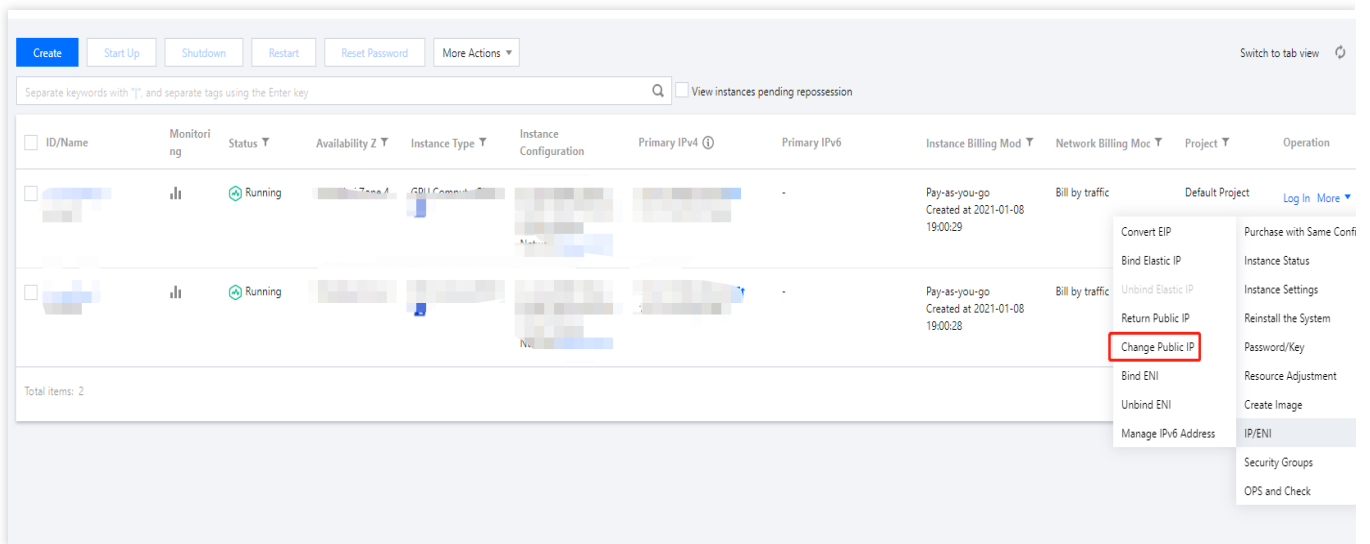 Create Start Up Shutdown Restart Reset Password More Actions Switch to tab view
Separate keywords with "|", and separate tags using the Enter key View instances pending repossession
ID/Name Monitori Status Availability Z Instance Type Instance Primary IPv4 Primary IPv6 Instance Billing Mod Network Billing Moc Project Operation
ng Configuration
Running Zone 4 GPU - Pay-as-you-go Bill by traffic Default Project Log In More
Created at 2021-01-08
19:00:29
Convert EIP Purchase with Same Confi
Bind Elastic IP Instance Status
Running - Pay-as-you-go Bill by traffic Unbind Elastic IP Instance Settings
Created at 2021-01-08
Return Public IP Reinstall the System
19:00:28
Change Public IP Password/Key
Bind ENI Resource Adjustment
Total items: 2
Unbind ENI Create Image
Manage IPv6 Address IP/ENI
Security Groups
OPS and Check